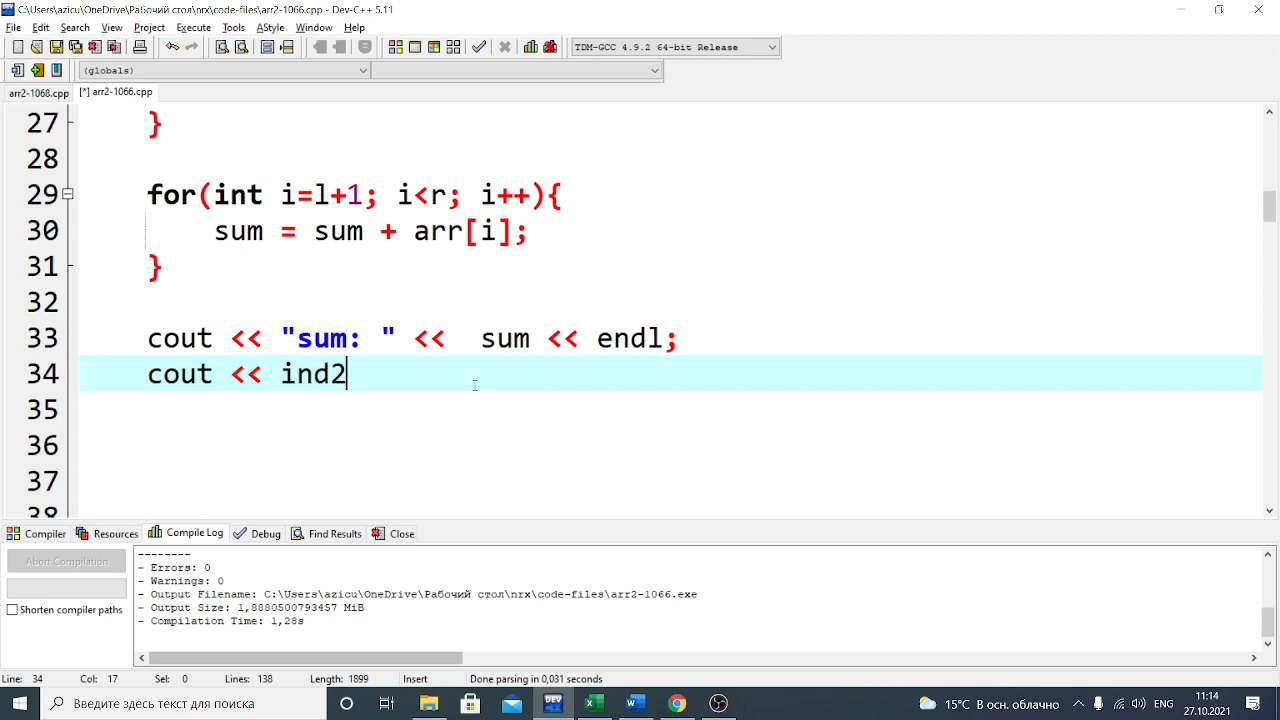 C:\Users\azicu\OneDrive\Рабочий стол\nrx\code-files\arr2-1066.cpp - Dev-C++ 5.11
File Edit Search View Project Execute Tools AStyle Window Help
TDM-GCC 4.9.2 64-bit Release
(globals)
arr2-1068.cpp [*] arr2-1066.cpp
27 }
28
29 for(int i=l+1; i<r; i++){
30 sum = sum + arr[i];
31 }
32
33 cout << "sum: " <<  sum << endl;
34 cout << ind2
35
36
37
38
Compiler Resources Compile Log Debug Find Results Close
Abort Compilation
Shorten compiler paths
--------
- Errors: 0
- Warnings: 0
- Output Filename: C:\Users\azicu\OneDrive\Рабочий стол\nrx\code-files\arr2-1066.exe
- Output Size: 1,8880500793457 MiB
- Compilation Time: 1,28s
Line: 34 Col: 17 Sel: 0 Lines: 138 Length: 1899 Insert Done parsing in 0,031 seconds
Введите здесь текст для поиска
DEV
15°C В осн. облачно
11:14
27.10.2021